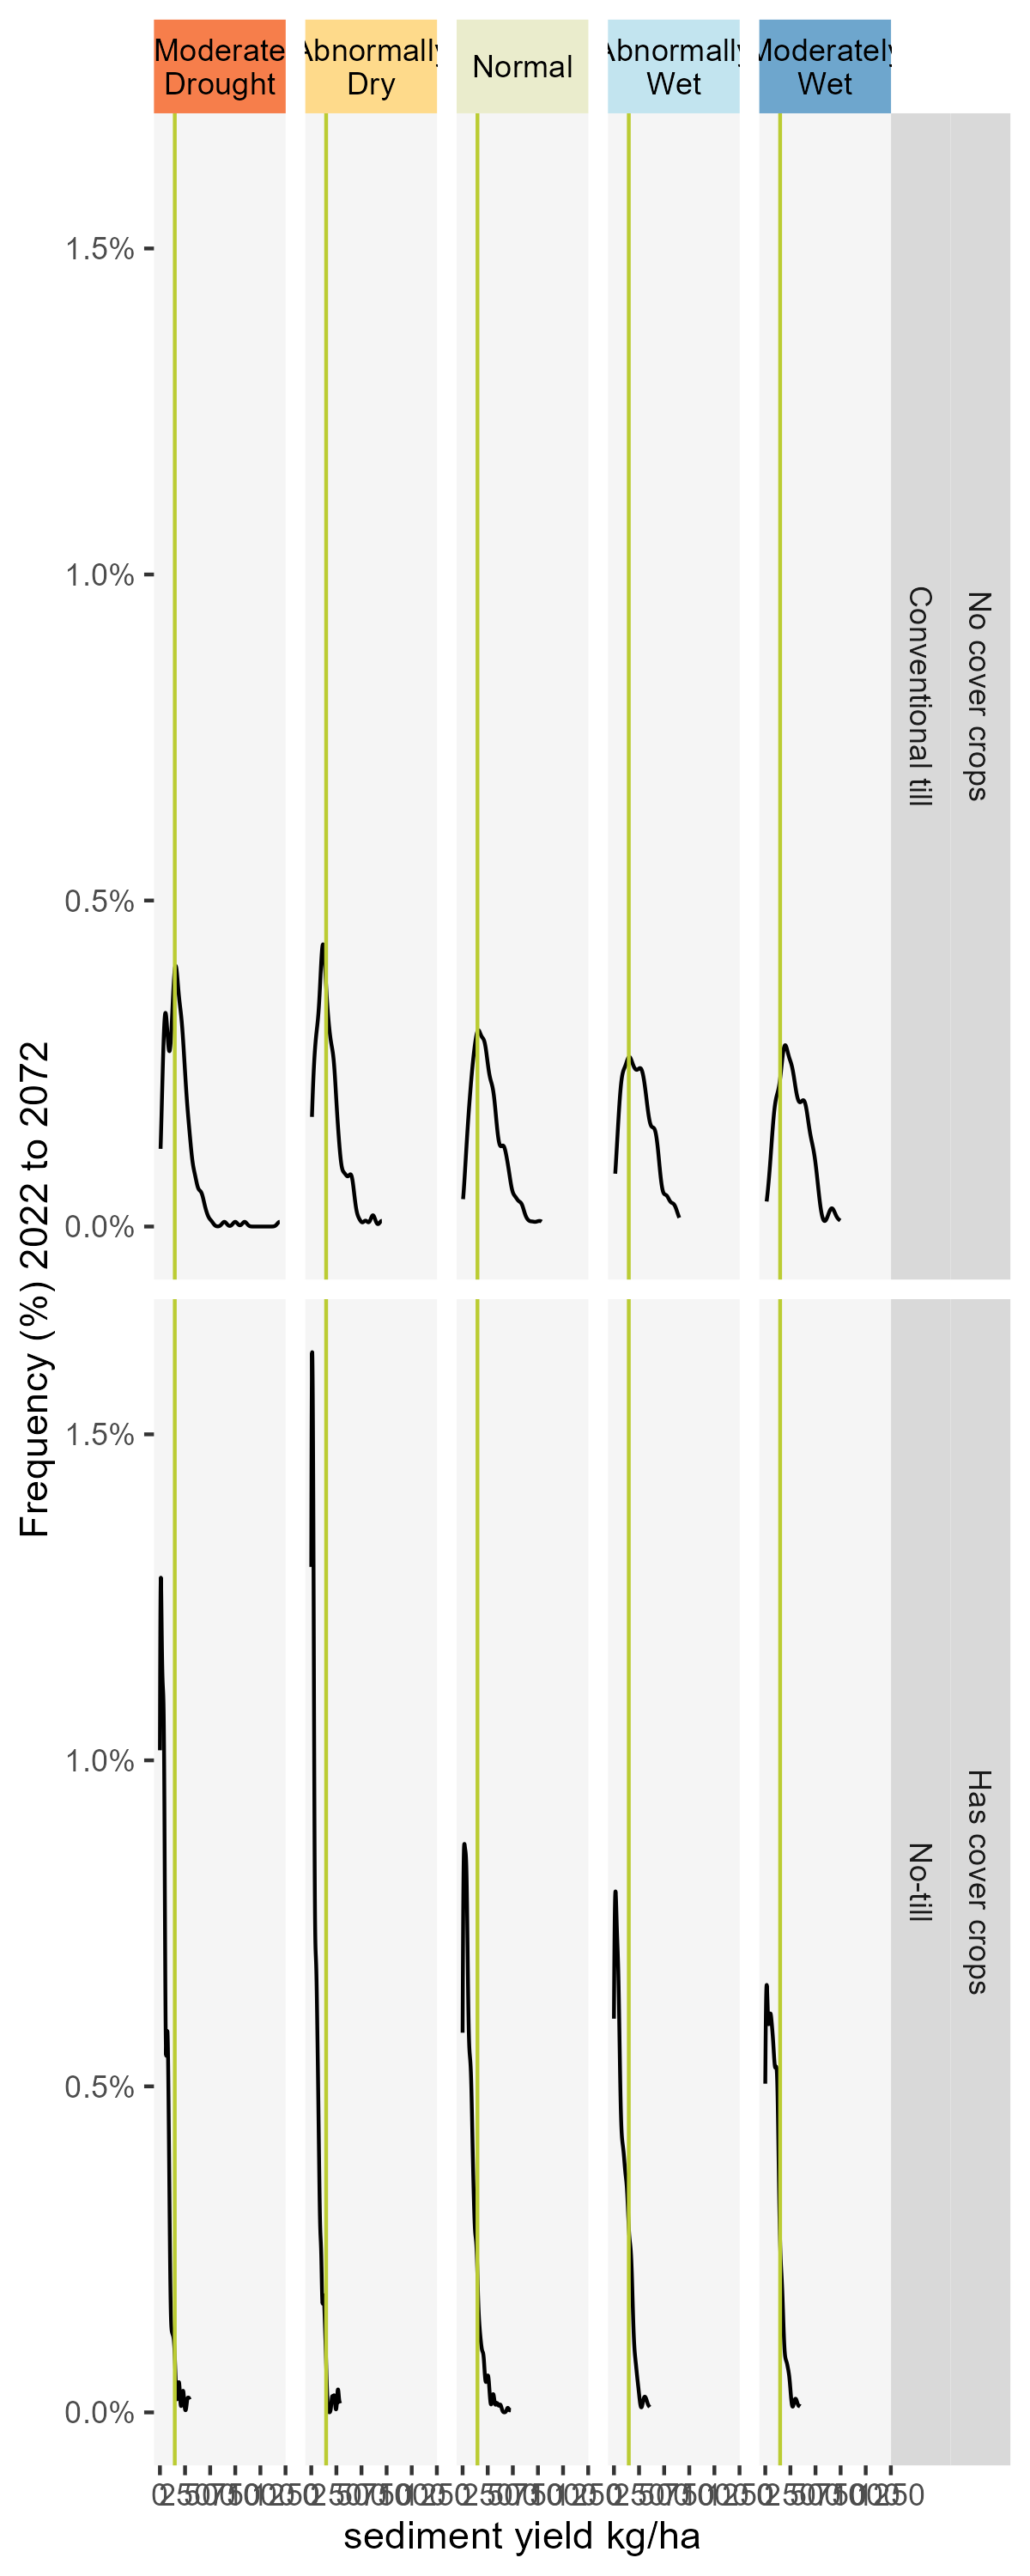 Moderate
Drought
Abnormally
Dry
Normal
Abnormally
Wet
Moderately
Wet
1.5%
1.0%
0.5%
0.0%
Conventional till
No cover crops
Frequency (%) 2022 to 2072
1.5%
1.0%
0.5%
0.0%
No-till
Has cover crops
sediment yield kg/ha